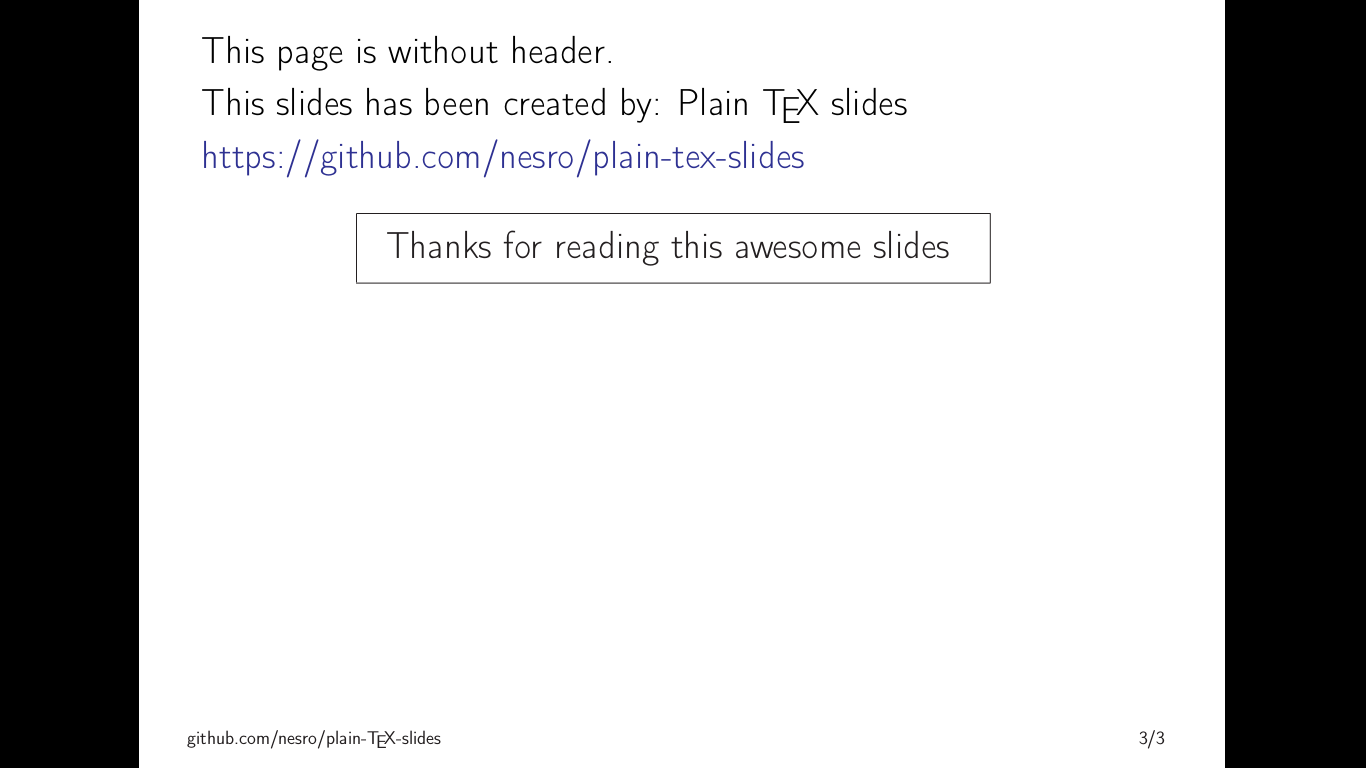 This page is without header.
This slides has been created by: Plain TEX slides
https://github.com/nesro/plain-tex-slides
Thanks for reading this awesome slides
github.com/nesro/plain-TEX-slides
3/3